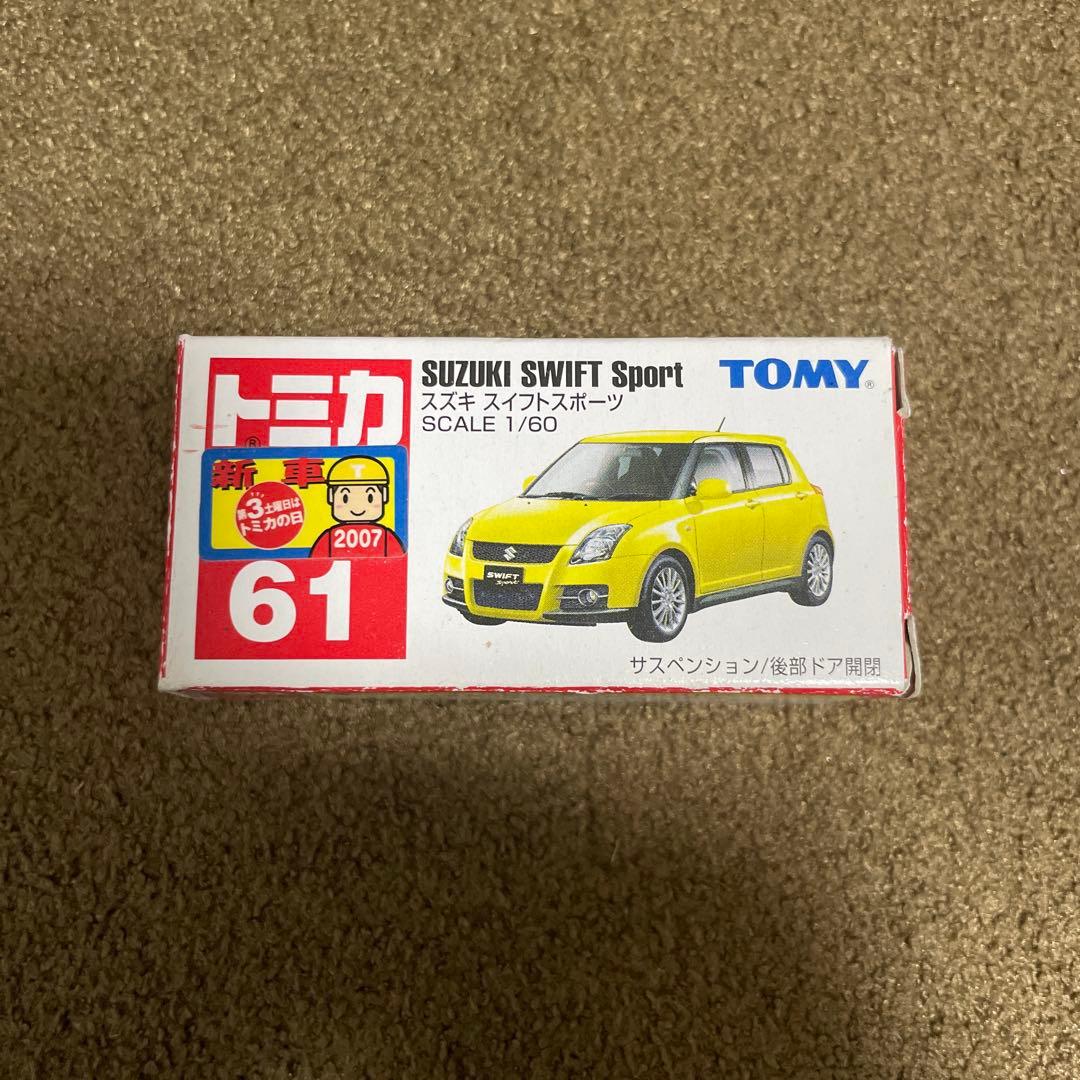 トミカ
®
新車
T
第3土曜日は
トミカの日
2007
61
SUZUKI SWIFT Sport
スズキ スイフトスポーツ
SCALE 1/60
TOMY®
SWIFT
Sport
サスペンション/後部ドア開閉